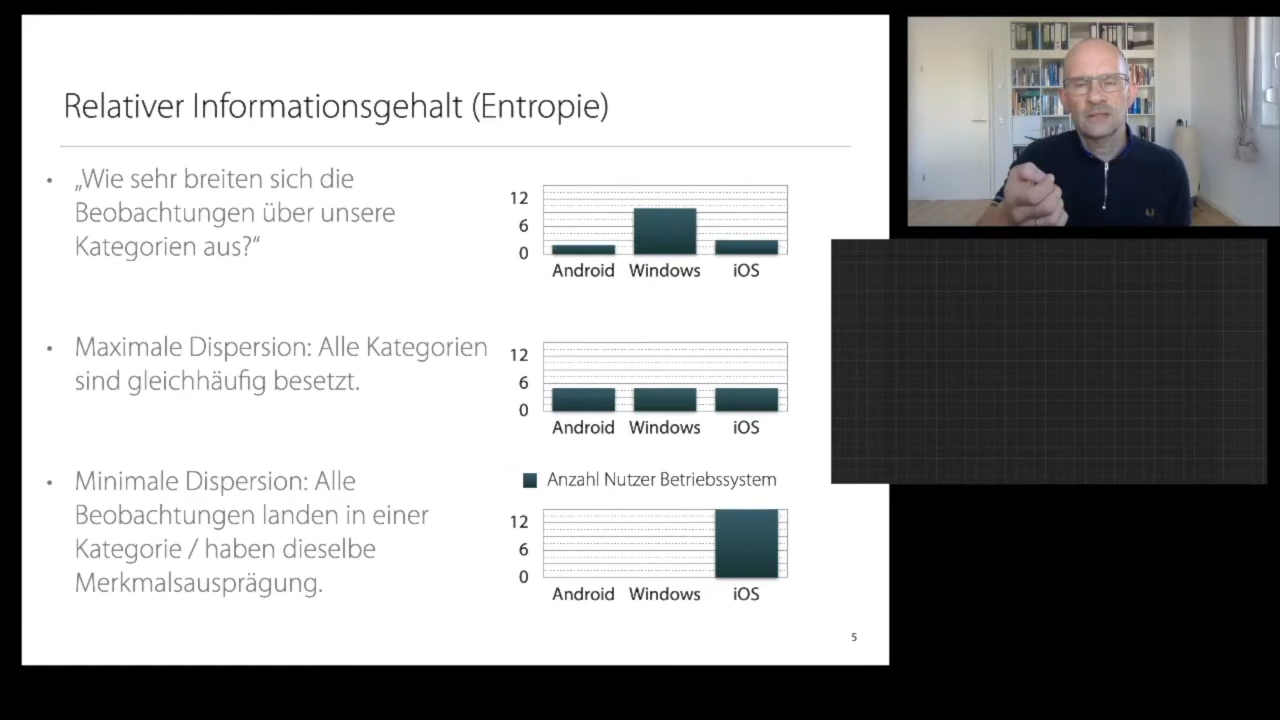 Relativer Informationsgehalt (Entropie)
• „Wie sehr breiten sich die
Beobachtungen über unsere
Kategorien aus?“
12
6
0
Android Windows iOS
• Maximale Dispersion: Alle Kategorien
sind gleichhäufig besetzt.
12
6
0
Android Windows iOS
• Minimale Dispersion: Alle
Beobachtungen landen in einer
Kategorie / haben dieselbe
Merkmalsausprägung.
Anzahl Nutzer Betriebssystem
12
6
0
Android Windows iOS
5